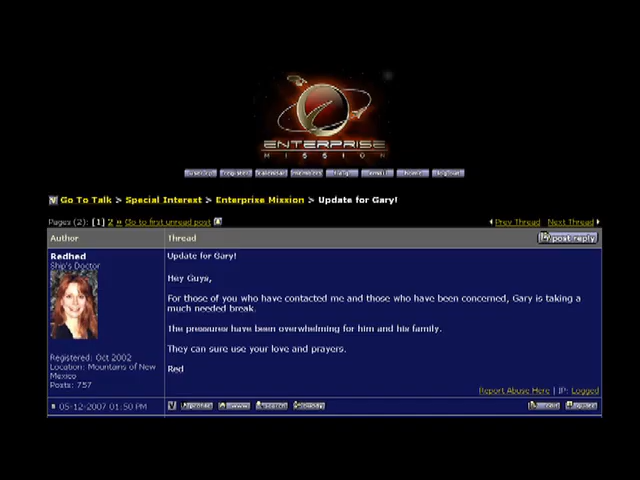 ENTERPRISE
MISSION
Go To Talk > Special Interest > Enterprise Mission > Update for Gary!
Pages (2): [1] 2 » Go to first unread post
Prev Thread Next Thread
Author Thread post reply
Redhed
Ship's Doctor
Registered: Oct 2002
Location: Mountains of New
Mexico
Posts: 757
Update for Gary!
Hey Guys,
For those of you who have contacted me and those who have been concerned, Gary is taking a
much needed break.
The pressures have been overwhelming for him and his family.
They can sure use your love and prayers.
Red
Report Abuse Here | IP: Logged
05-12-2007 01:50 PM